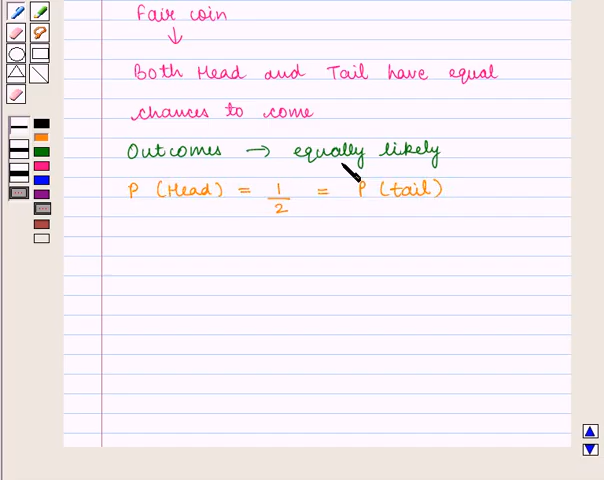 Fair coin
↓
Both Head and Tail have equal
chances to come
Outcomes → equally likely
P (Head) = 1/2 = P (tail)